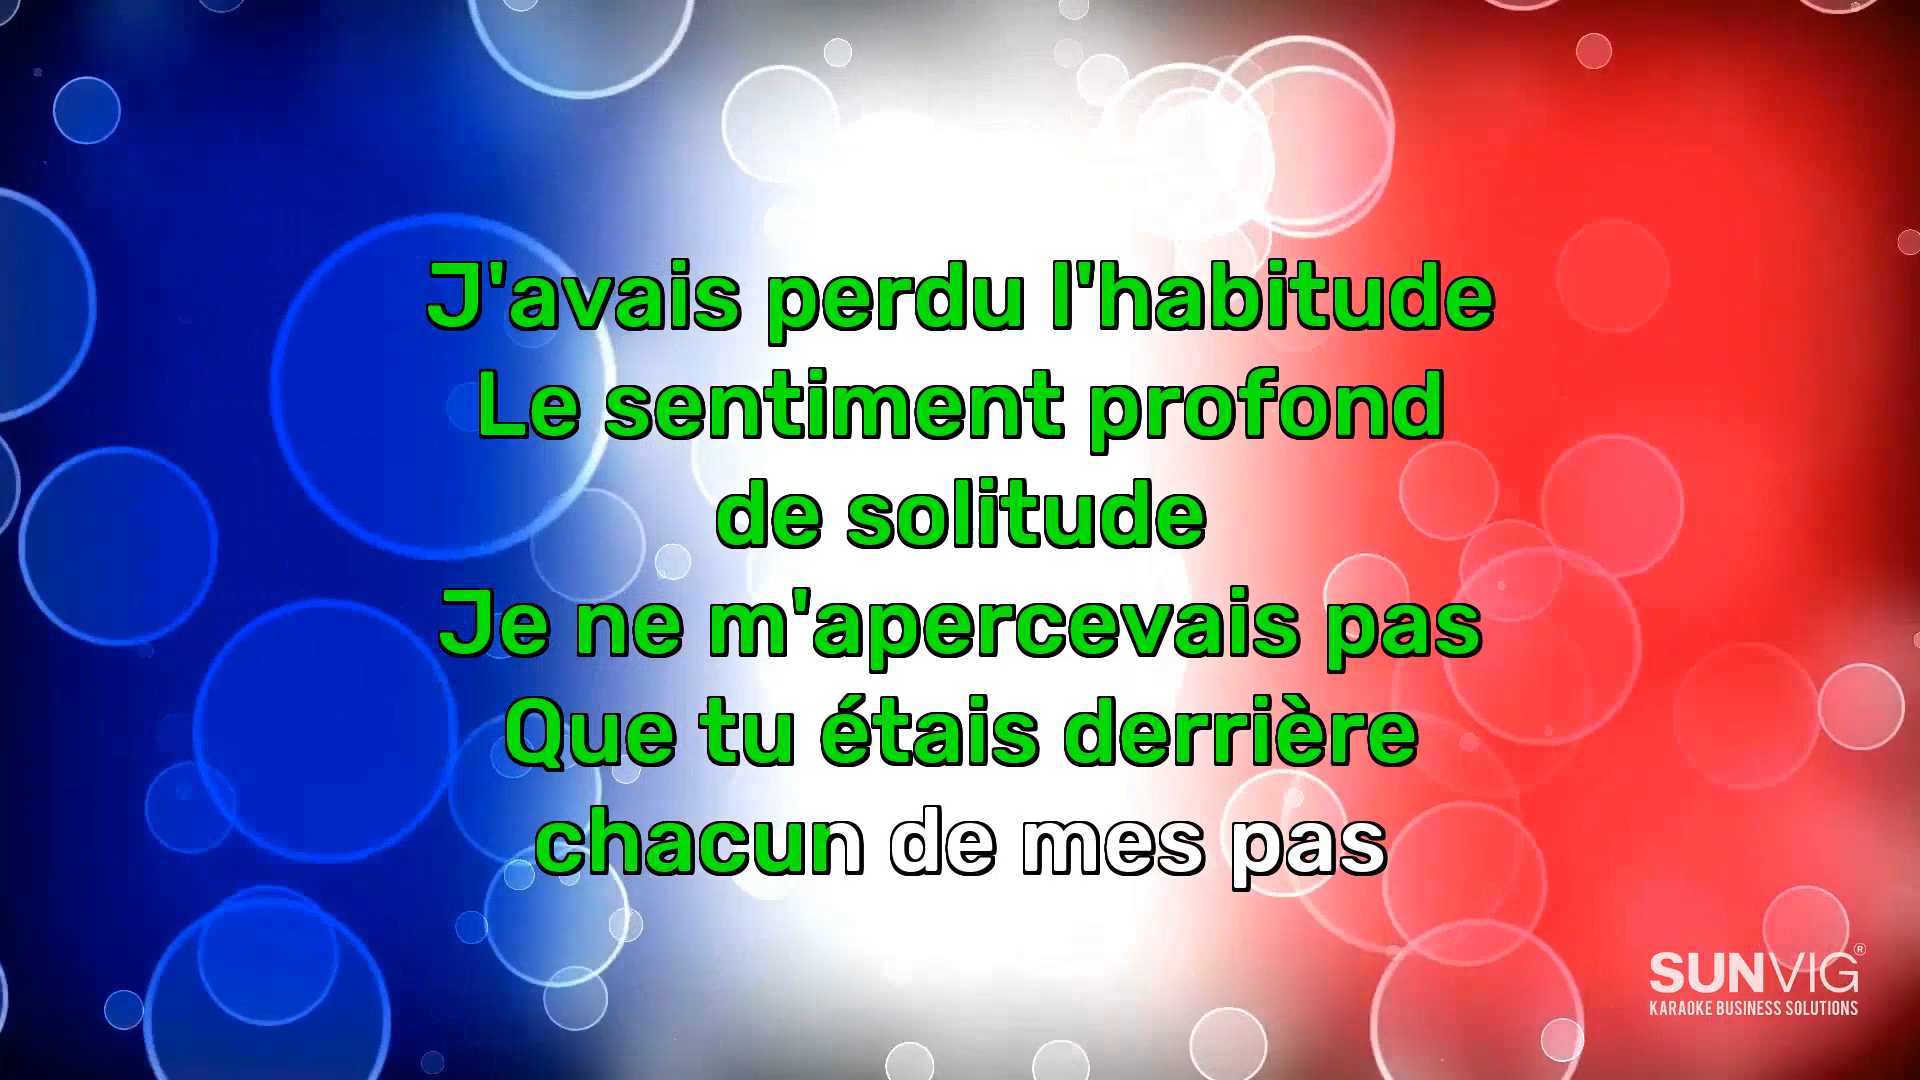 J'avais perdu l'habitude
Le sentiment profond
de solitude
Je ne m'apercevais pas
Que tu étais derrière
chacun de mes pas
SUNVIG®
KARAOKE BUSINESS SOLUTIONS